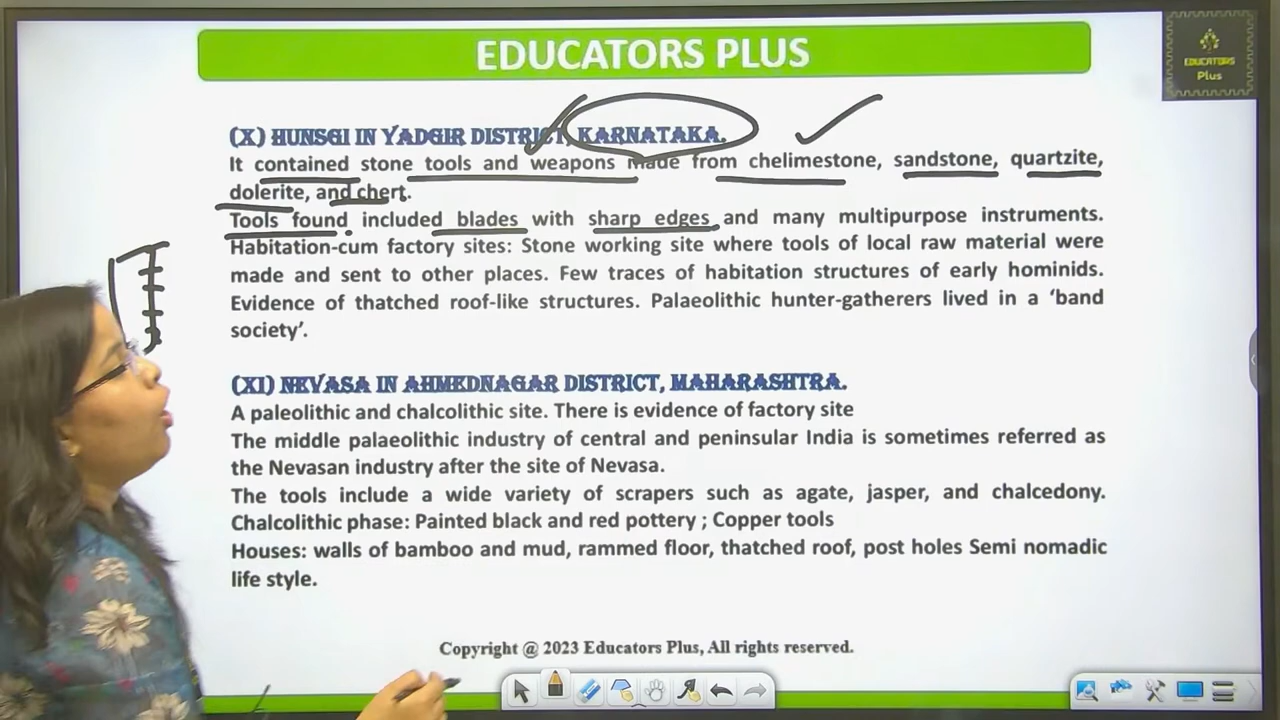 EDUCATORS PLUS
EDUCATORS
Plus
(X) HUNSGI IN YADGIR DISTRICT, KARNATAKA.
It contained stone tools and weapons made from chelimestone, sandstone, quartzite,
dolerite, and chert.
Tools found included blades with sharp edges and many multipurpose instruments.
Habitation-cum factory sites: Stone working site where tools of local raw material were
made and sent to other places. Few traces of habitation structures of early hominids.
Evidence of thatched roof-like structures. Palaeolithic hunter-gatherers lived in a ‘band
society’.
(XI) NEVASA IN AHMEDNAGAR DISTRICT, MAHARASHTRA.
A paleolithic and chalcolithic site. There is evidence of factory site
The middle palaeolithic industry of central and peninsular India is sometimes referred as
the Nevasan industry after the site of Nevasa.
The tools include a wide variety of scrapers such as agate, jasper, and chalcedony.
Chalcolithic phase: Painted black and red pottery ; Copper tools
Houses: walls of bamboo and mud, rammed floor, thatched roof, post holes Semi nomadic
life style.
Copyright @ 2023 Educators Plus, All rights reserved.